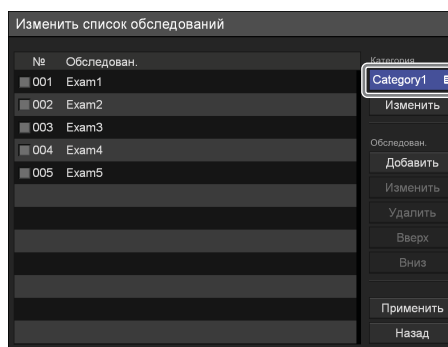 Изменить список обследований
№ Обследован.
001 Exam1
002 Exam2
003 Exam3
004 Exam4
005 Exam5
Категория
Category1
Изменить
Обследован.
Добавить
Изменить
Удалить
Вверх
Вниз
Применить
Назад